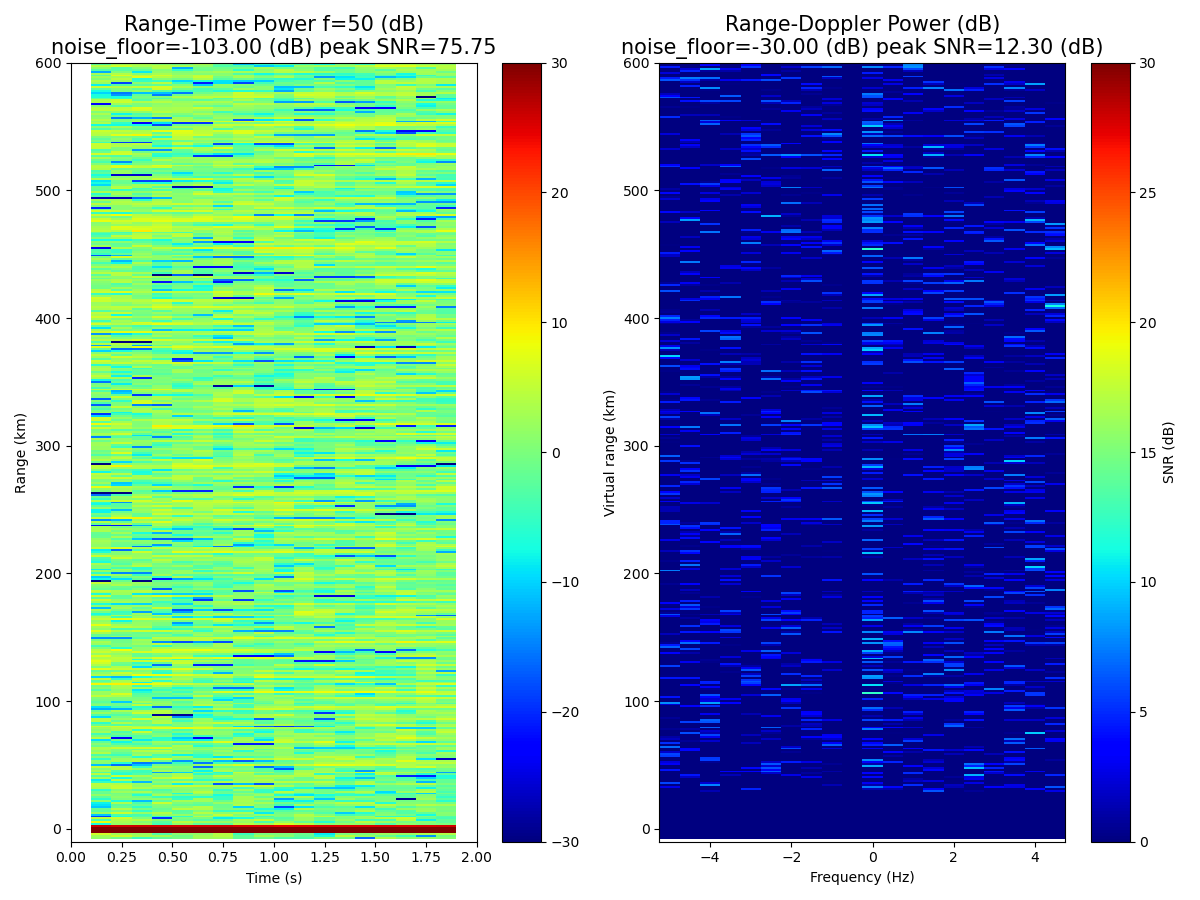 Range-Time Power f=50 (dB)
noise_floor=-103.00 (dB) peak SNR=75.75
600
500
400
300
200
100
0
Range (km)
0.00 0.25 0.50 0.75 1.00 1.25 1.50 1.75 2.00
Time (s)
30
20
10
0
−10
−20
−30
Range-Doppler Power (dB)
noise_floor=-30.00 (dB) peak SNR=12.30 (dB)
600
500
400
300
200
100
0
Virtual range (km)
−4 −2 0 2 4
Frequency (Hz)
30
25
20
15
10
5
0
SNR (dB)